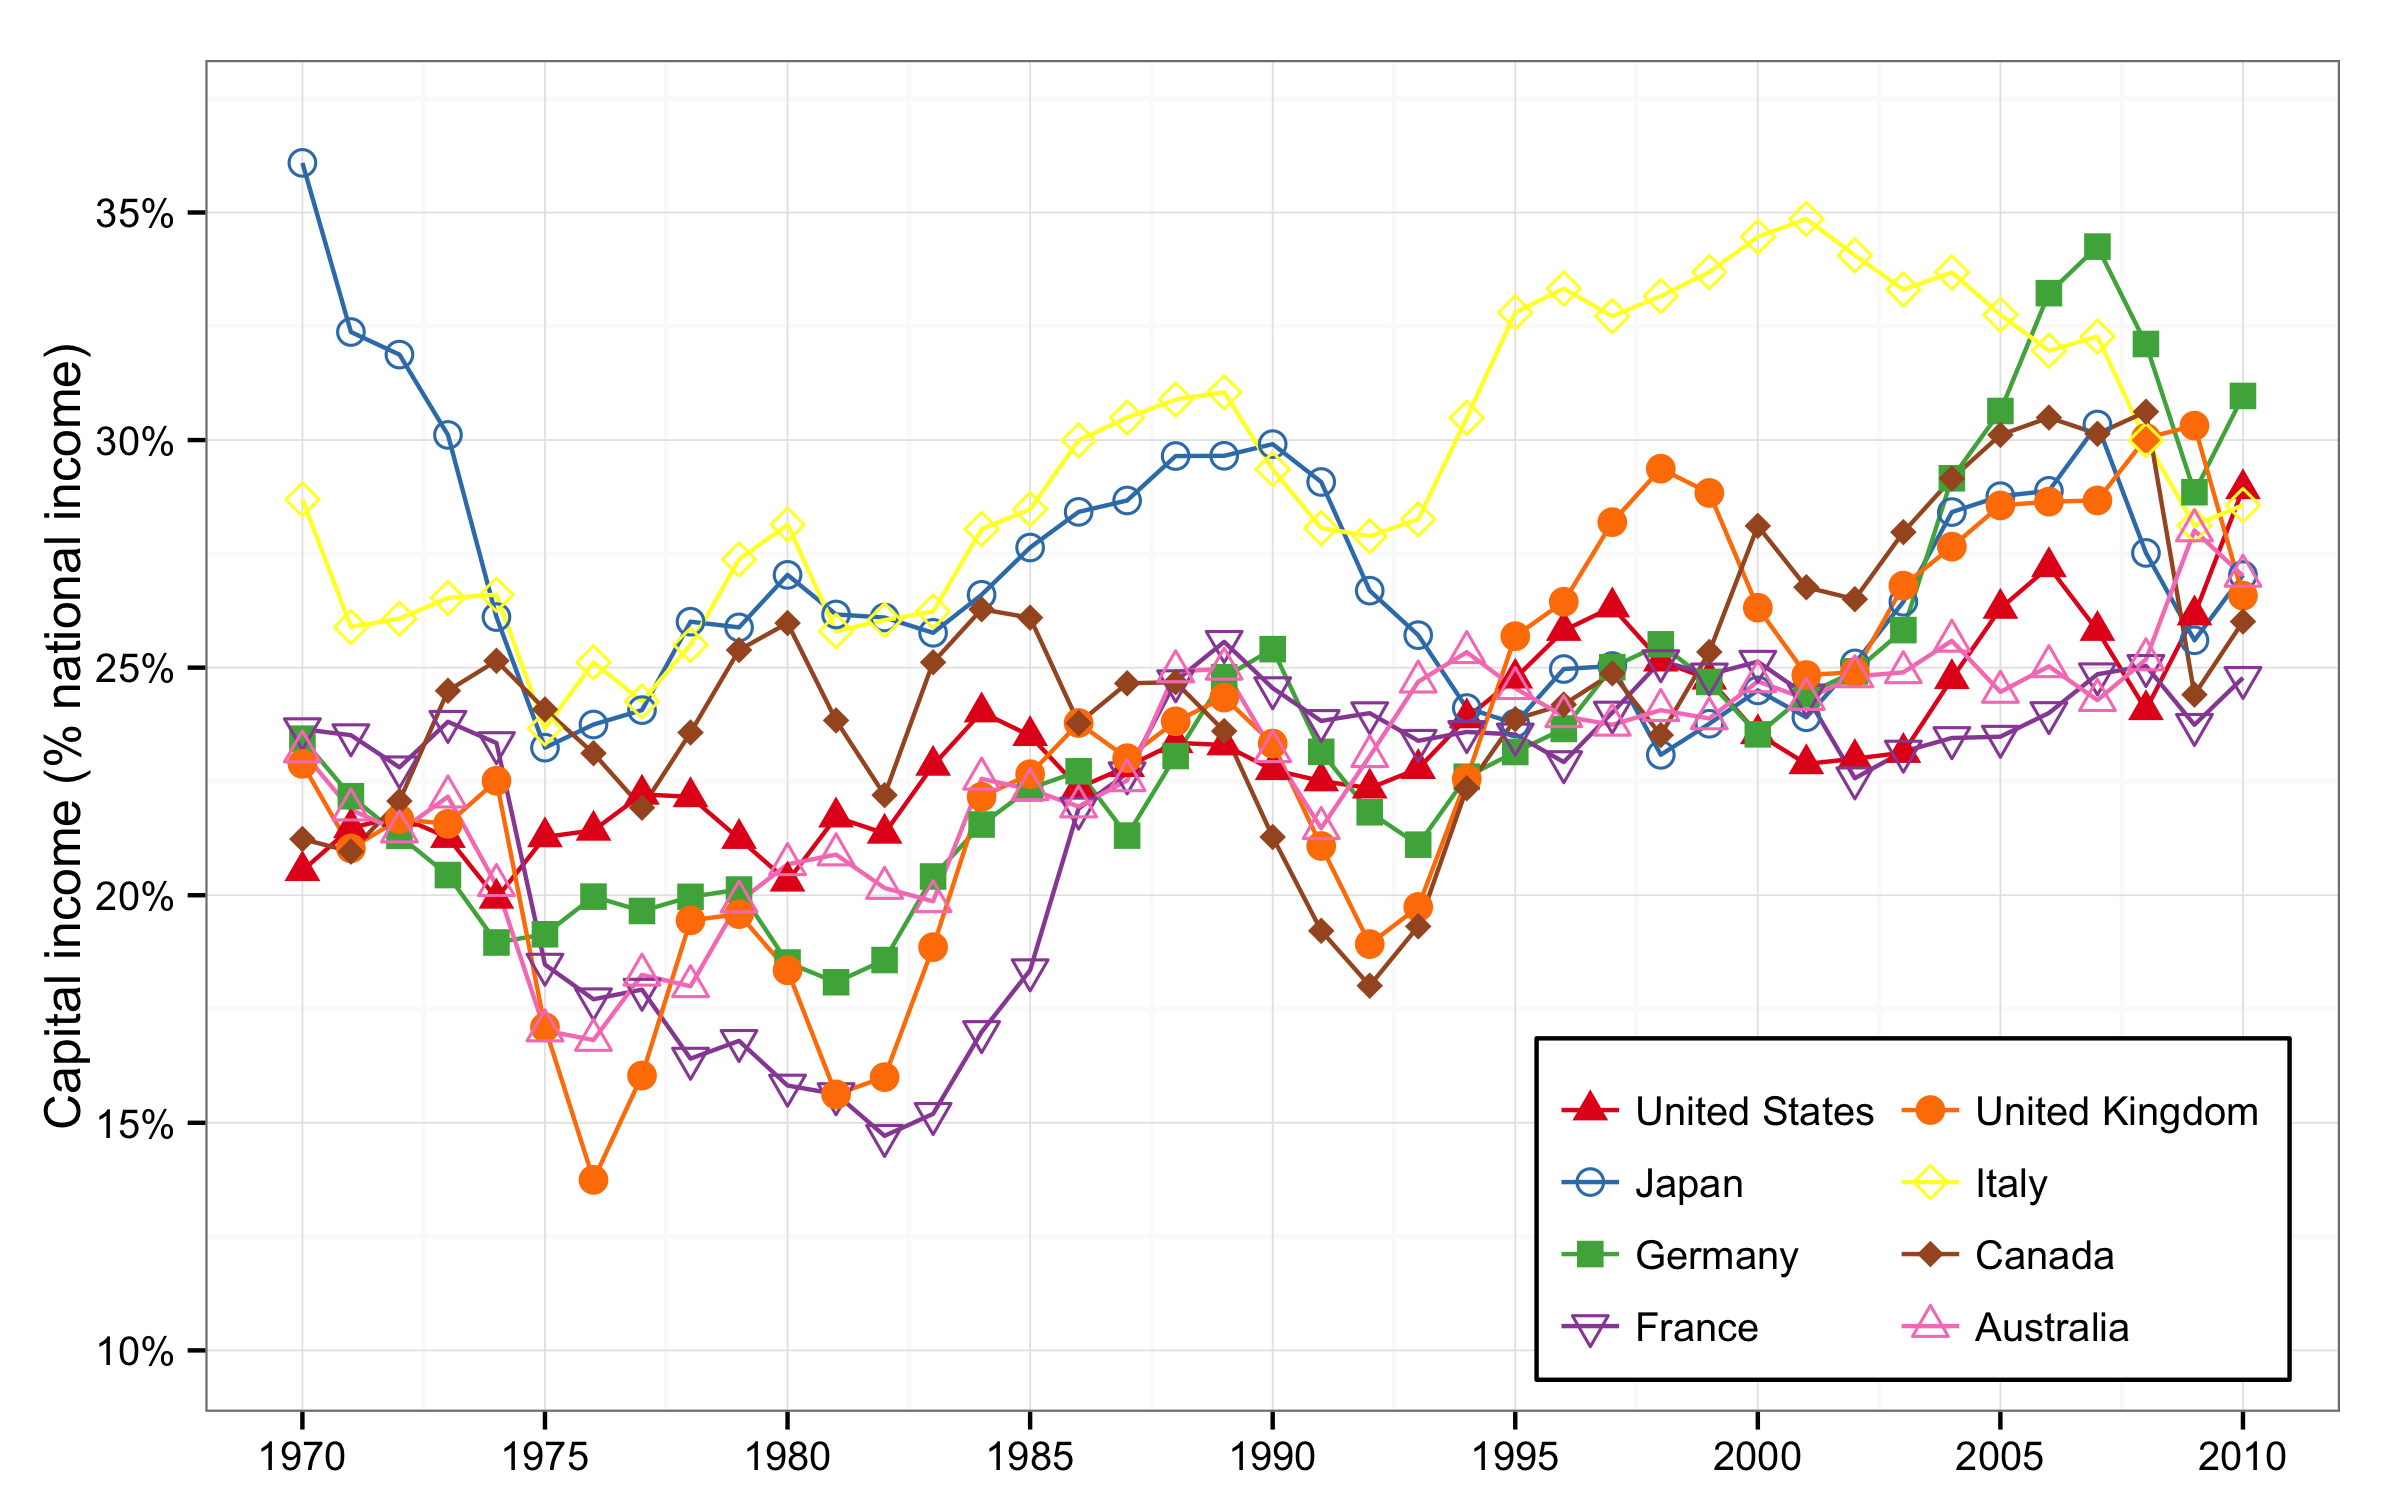 Capital income (% national income)
35%
30%
25%
20%
15%
10%
United States United Kingdom
Japan Italy
Germany Canada
France Australia
1970 1975 1980 1985 1990 1995 2000 2005 2010